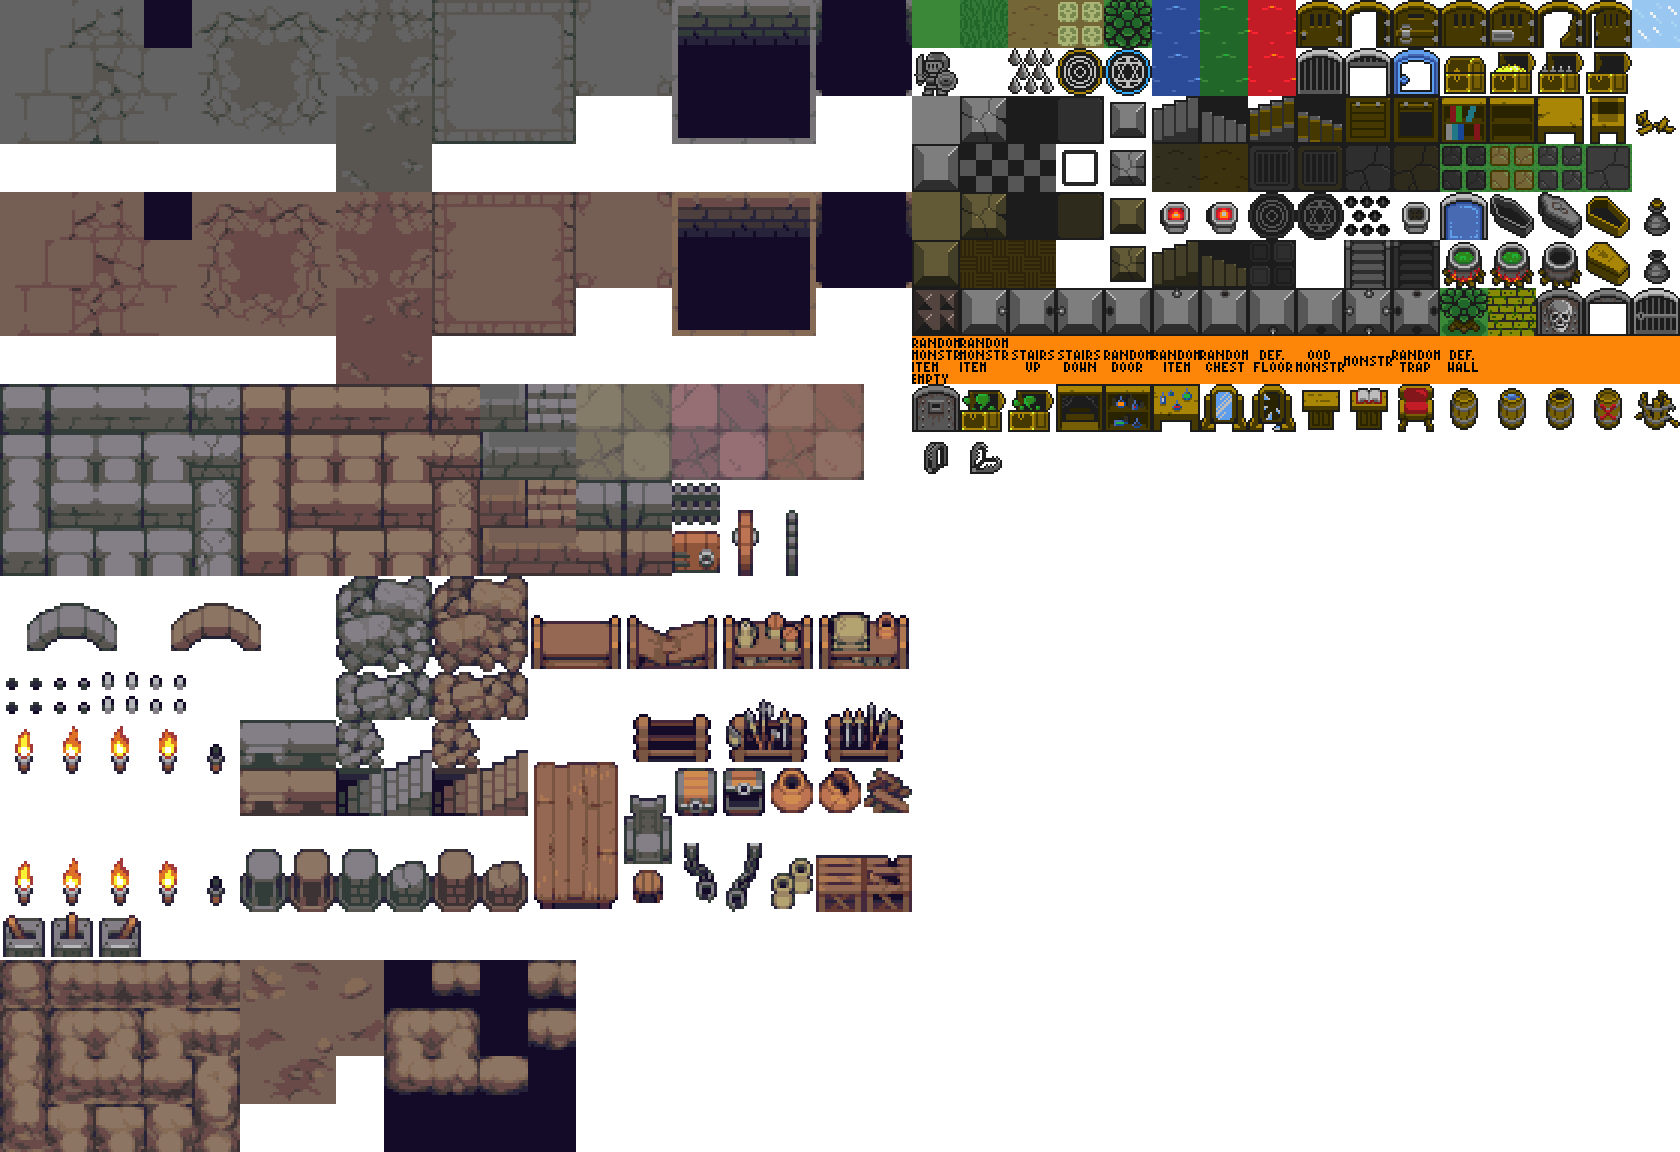 RANDOM RANDOM
MONSTR MONSTR STAIRS STAIRS RANDOM RANDOM RANDOM DEF. OOD MONSTR RANDOM DEF.
ITEM ITEM UP DOWN DOOR ITEM CHEST FLOOR MONSTR TRAP WALL
EMPTY